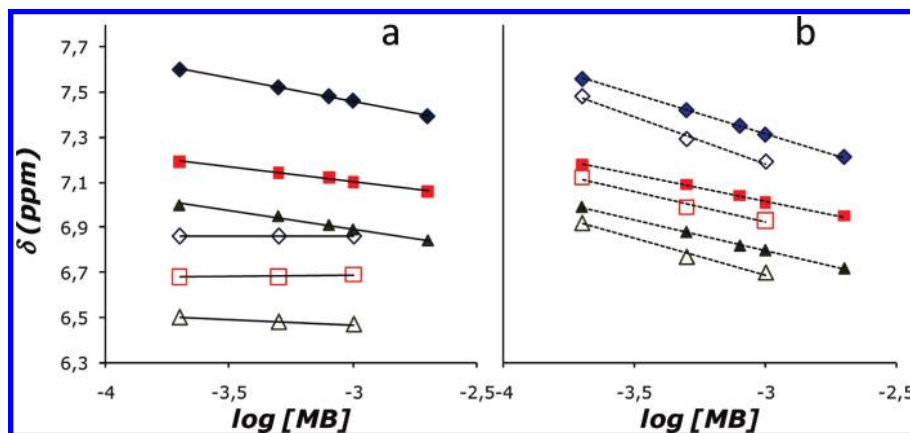 a
b
7,7
7,5
7,3
7,1
6,9
6,7
6,5
6,3
δ (ppm)
-4 -3,5 -3 -2,5
-4 -3,5 -3 -2,5
log [MB]
log [MB]